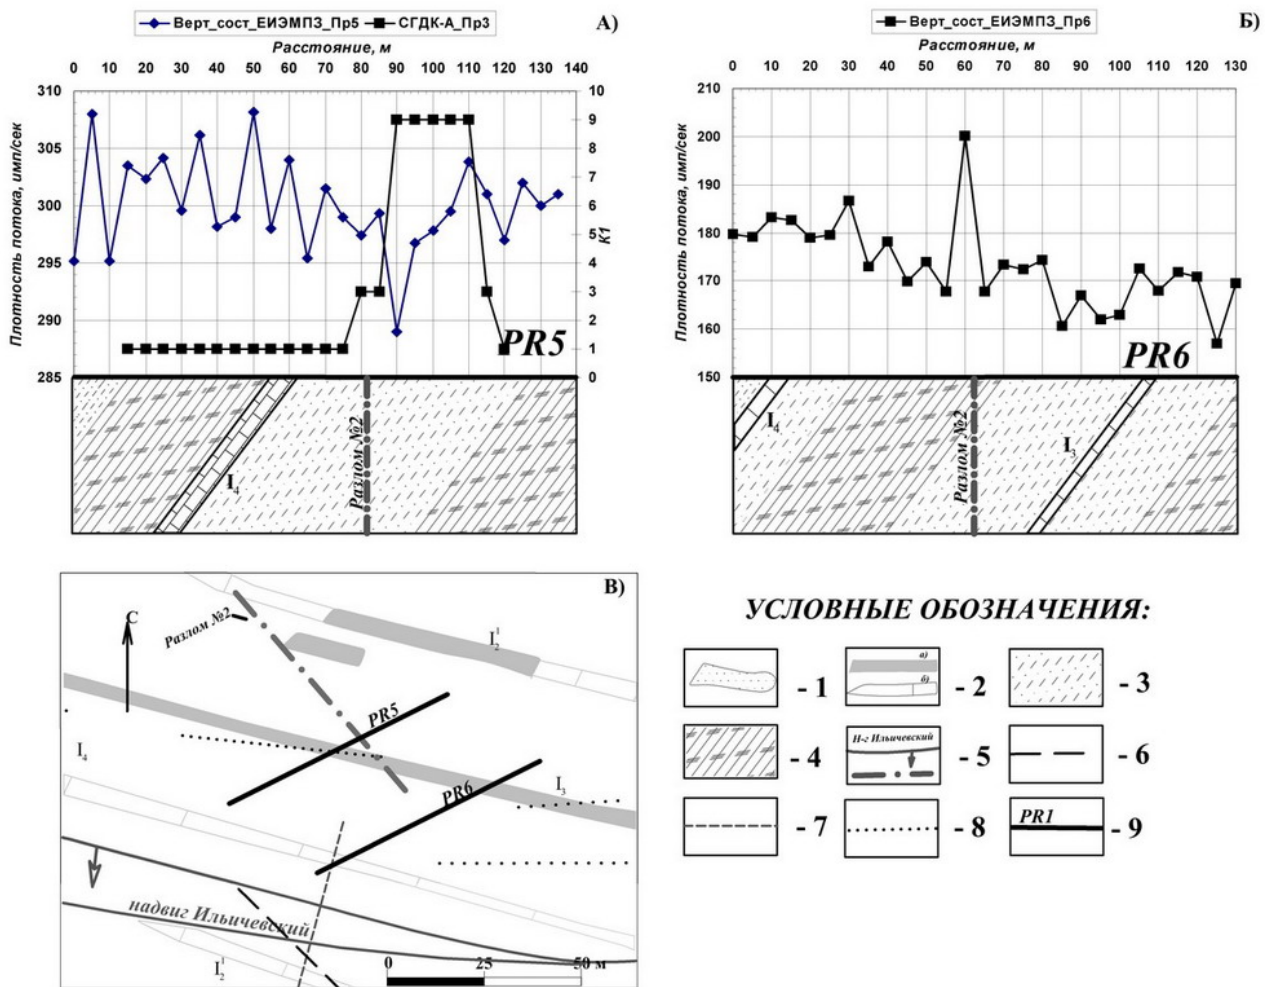 Верт_сост_ЕИЭМПЗ_Пр5 СГДК-А_Пр3
А)
Расстояние, м
0 10 20 30 40 50 60 70 80 90 100 110 120 130 140
Плотность потока, имп/сек
310
305
300
295
290
285
10
9
8
7
6
5
4
3
2
1
0
К1
PR5
I4
Разлом №2
Верт_сост_ЕИЭМПЗ_Пр6
Б)
Расстояние, м
0 10 20 30 40 50 60 70 80 90 100 110 120 130
Плотность потока, имп/сек
210
200
190
180
170
160
150
PR6
I4
Разлом №2
I3
В)
С
Разлом №2
I¹2
PR5
I4
PR6
I3
надвиг Ильичевский
I¹2
0 25 50 м
УСЛОВНЫЕ ОБОЗНАЧЕНИЯ:
- 1
а)
б)
- 2
- 3
- 4
Н-г Ильичевский
- 5
- 6
- 7
- 8
PR1
- 9